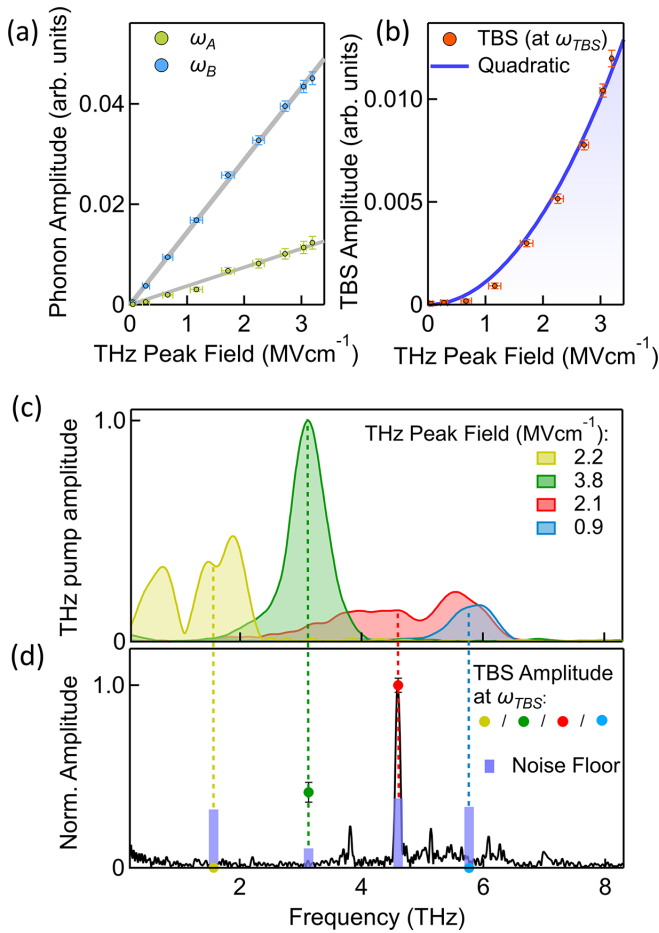 (a)
ω_A
ω_B
Phonon Amplitude (arb. units)
0.04
0.02
0
0 1 2 3
THz Peak Field (MVcm⁻¹)
(b)
TBS (at ω_TBS)
Quadratic
TBS Amplitude (arb. units)
0.010
0.005
0
0 1 2 3
THz Peak Field (MVcm⁻¹)
(c)
THz pump amplitude
1.0
0
THz Peak Field (MVcm⁻¹):
2.2
3.8
2.1
0.9
(d)
Norm. Amplitude
1.0
0
TBS Amplitude
at ω_TBS:
/ / /
Noise Floor
2 4 6 8
Frequency (THz)